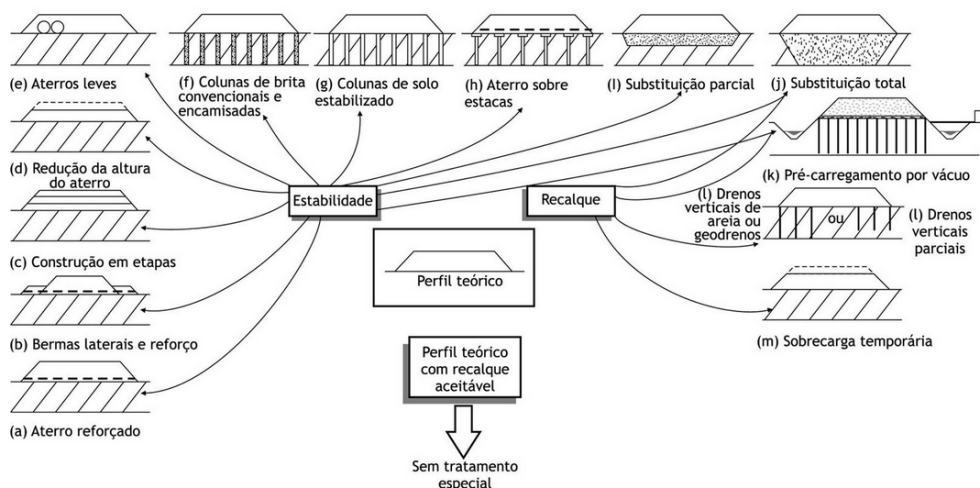 (e) Aterros leves
(f) Colunas de brita
convencionais e
encamisadas
(g) Colunas de solo
estabilizado
(h) Aterro sobre
estacas
(I) Substituição parcial
(j) Substituição total
(d) Redução da altura
do aterro
(k) Pré-carregamento por vácuo
Estabilidade
Recalque
(l) Drenos
verticais de
areia ou
geodrenos
ou
(l) Drenos
verticais
parciais
(c) Construção em etapas
Perfil teórico
(b) Bermas laterais e reforço
(m) Sobrecarga temporária
Perfil teórico
com recalque
aceitável
(a) Aterro reforçado
Sem tratamento
especial